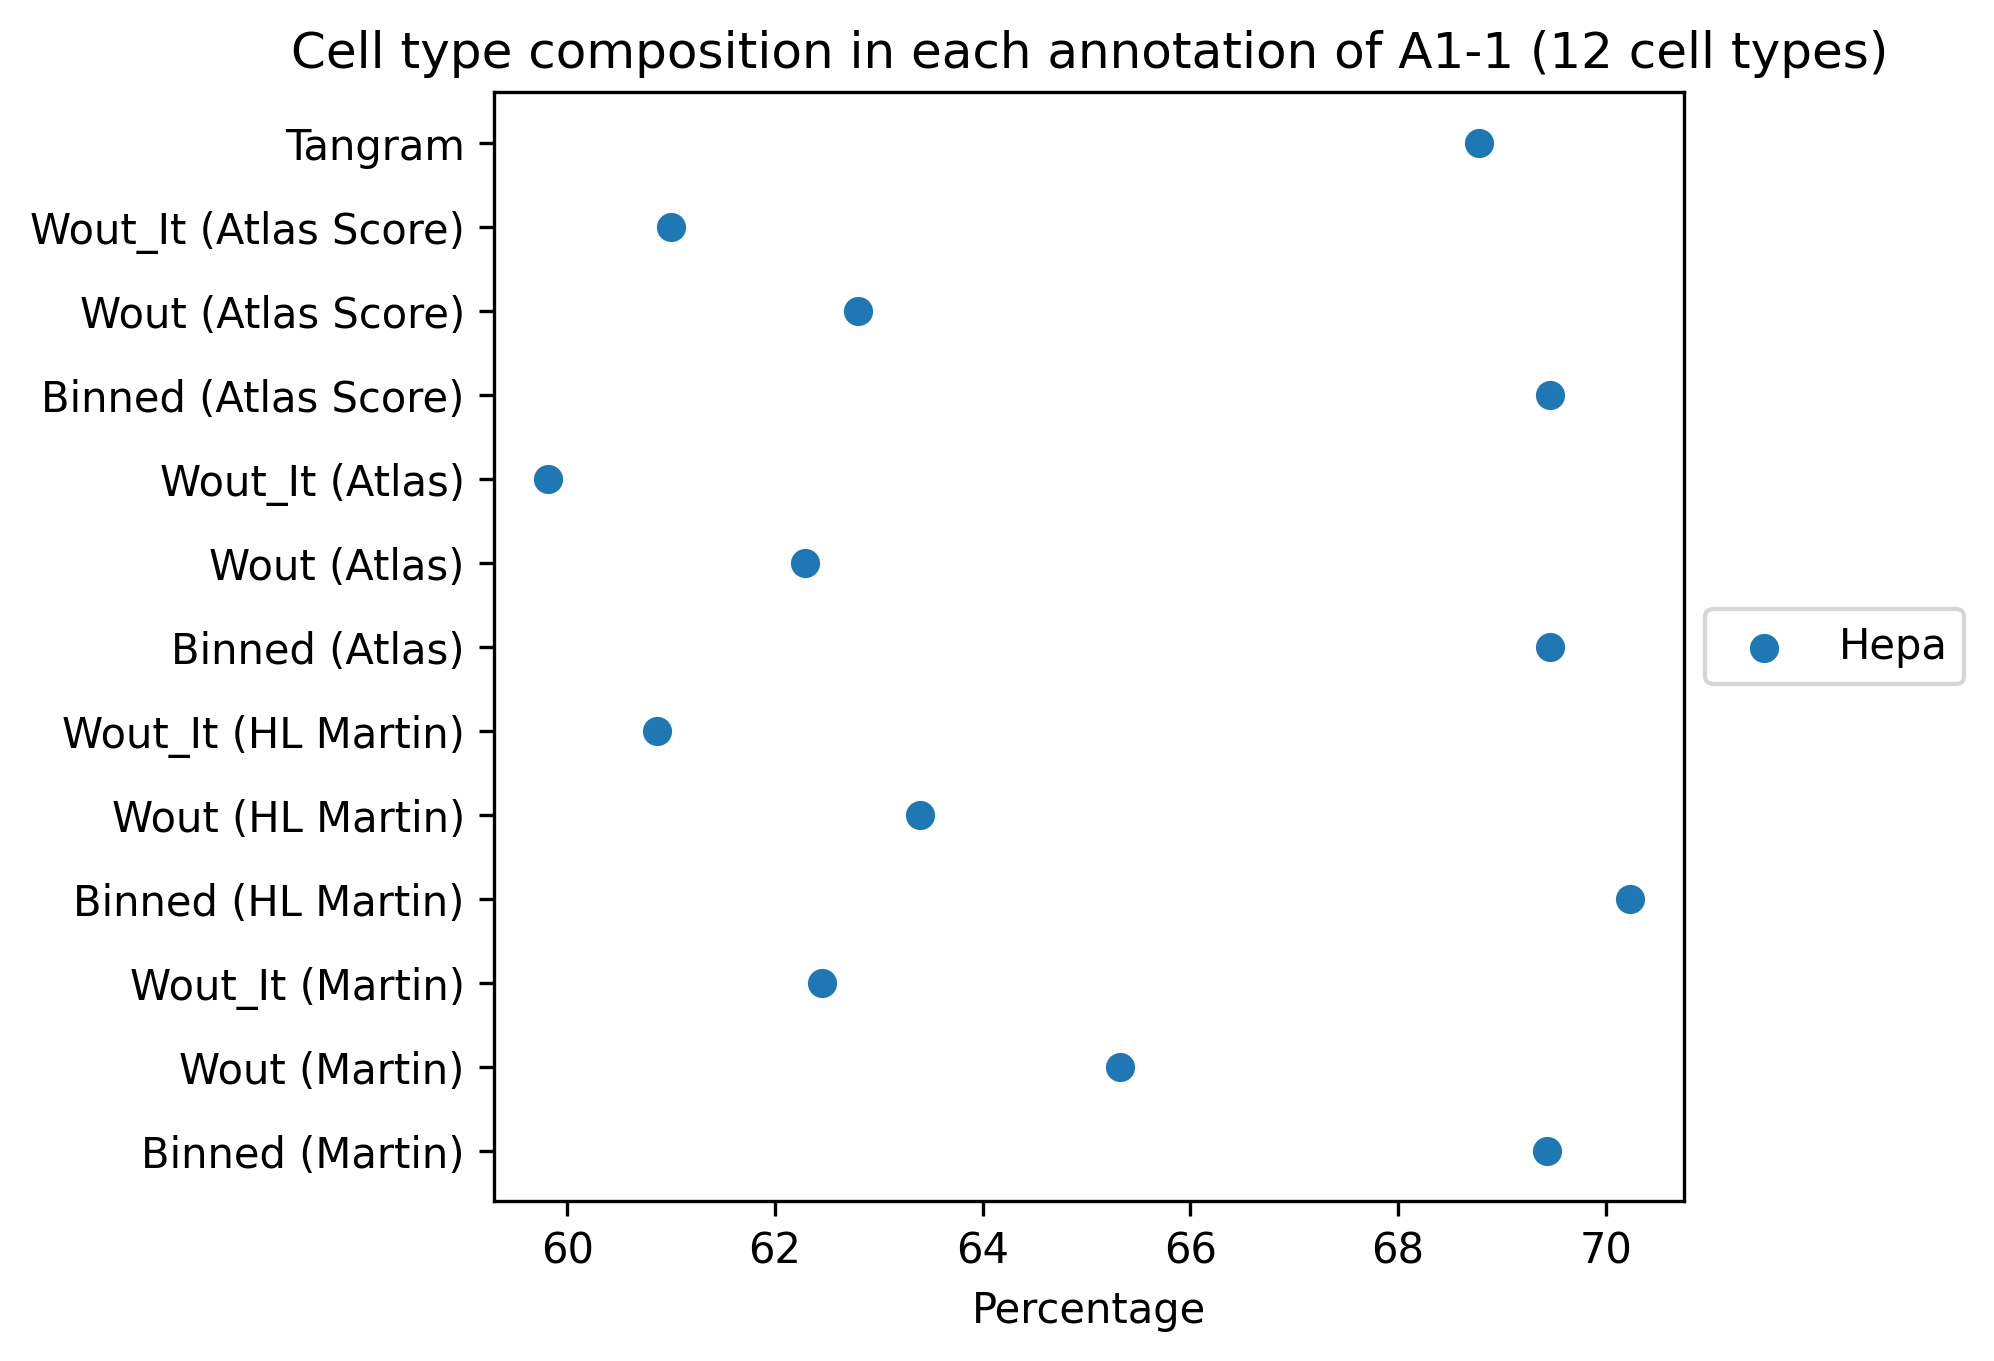 Cell type composition in each annotation of A1-1 (12 cell types)
Tangram
Wout_It (Atlas Score)
Wout (Atlas Score)
Binned (Atlas Score)
Wout_It (Atlas)
Wout (Atlas)
Binned (Atlas)
Wout_It (HL Martin)
Wout (HL Martin)
Binned (HL Martin)
Wout_It (Martin)
Wout (Martin)
Binned (Martin)
60 62 64 66 68 70
Percentage
Hepa